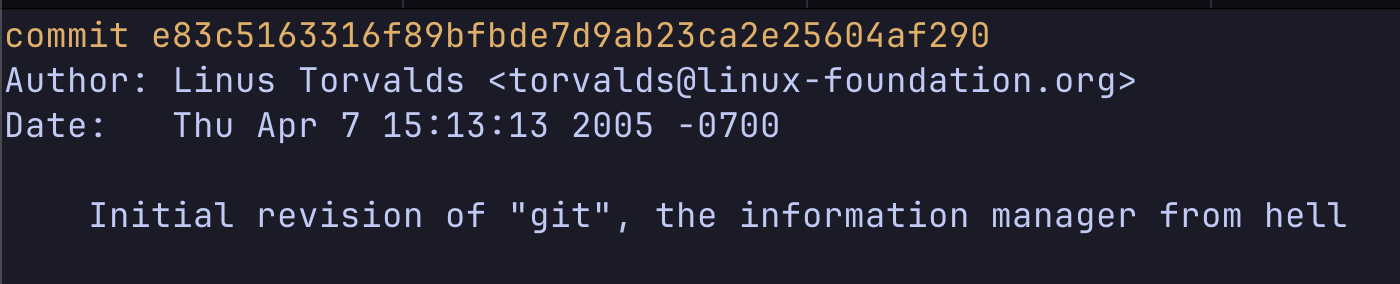 commit e83c5163316f89bfbde7d9ab23ca2e25604af290
Author: Linus Torvalds <torvalds@linux-foundation.org>
Date:   Thu Apr 7 15:13:13 2005 -0700

    Initial revision of "git", the information manager from hell